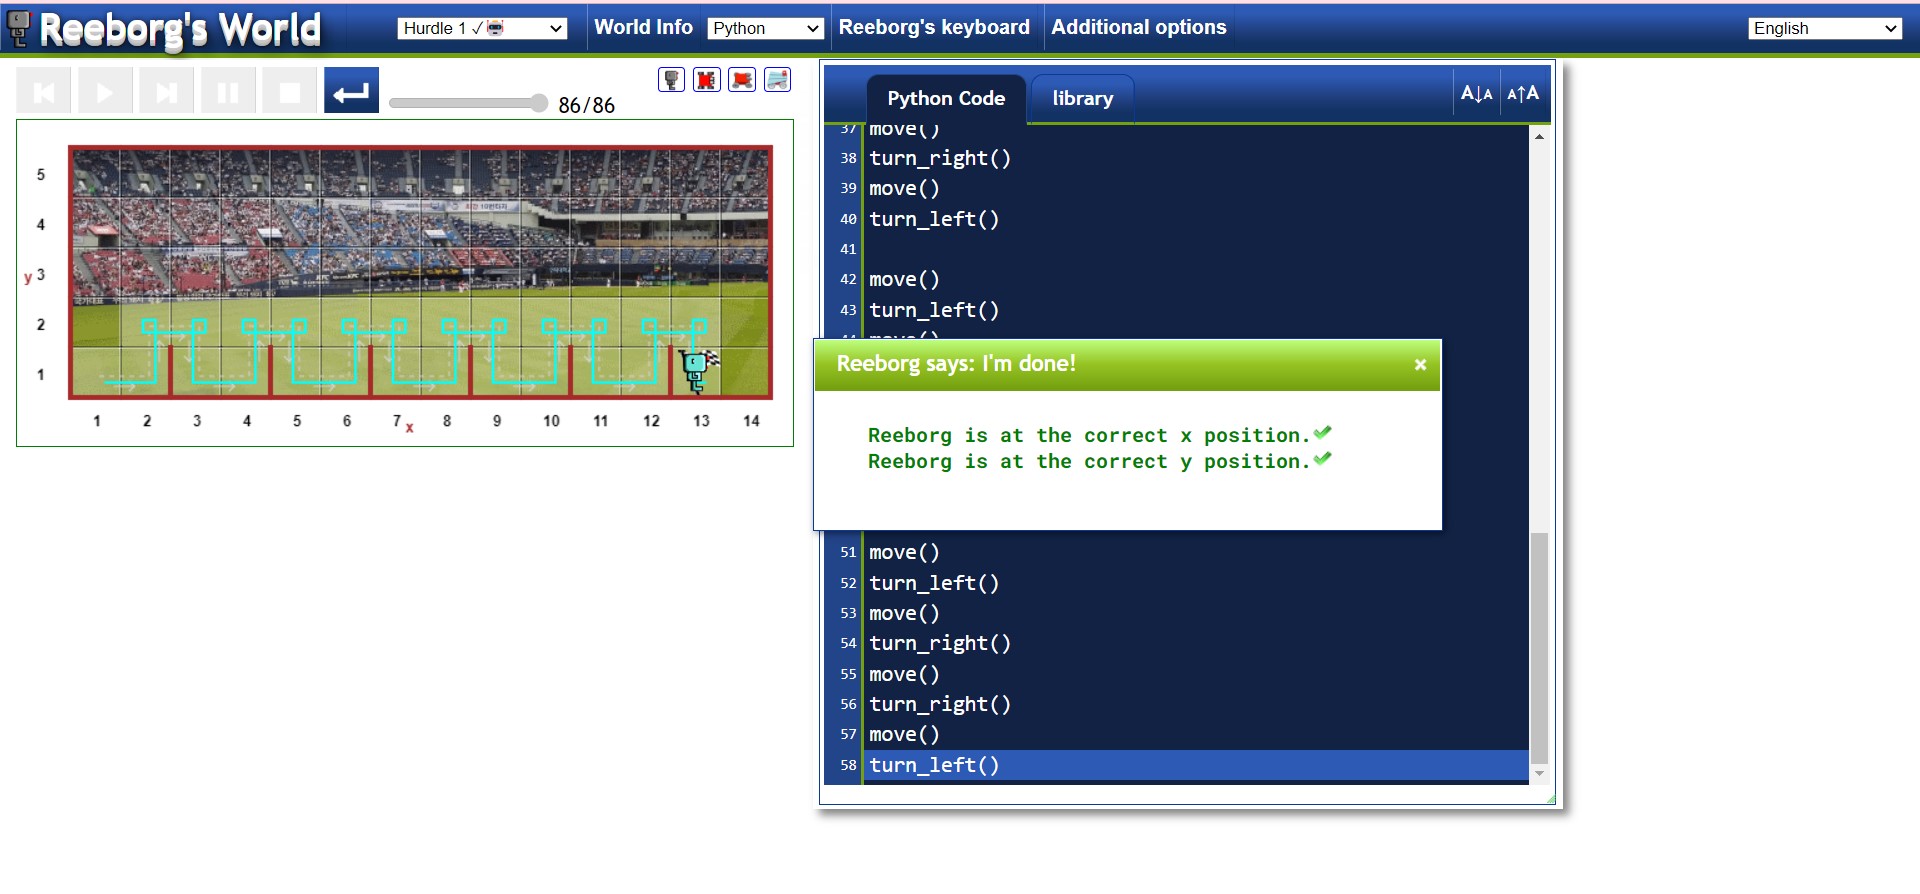 Reeborg's World
Hurdle 1 ✓
World Info
Python
Reeborg's keyboard
Additional options
English
86/86
Python Code
library
A↓A
A↑A
5
4
y 3
2
1
1 2 3 4 5 6 7 x 8 9 10 11 12 13 14
37 move()
38 turn_right()
39 move()
40 turn_left()
41
42 move()
43 turn_left()
Reeborg says: I'm done!
×
Reeborg is at the correct x position.
Reeborg is at the correct y position.
51 move()
52 turn_left()
53 move()
54 turn_right()
55 move()
56 turn_right()
57 move()
58 turn_left()